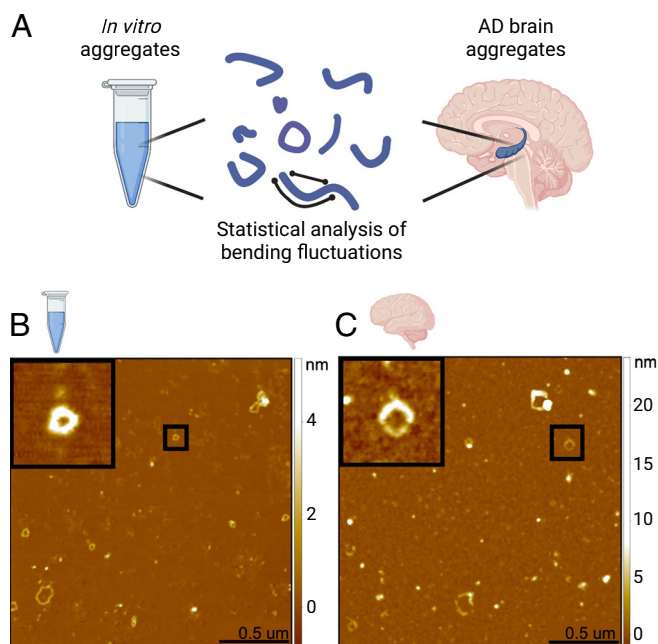 A
In vitro
aggregates
AD brain
aggregates
Statistical analysis of
bending fluctuations
B
nm
4
2
0
0.5 um
C
nm
20
15
10
5
0
0.5 um